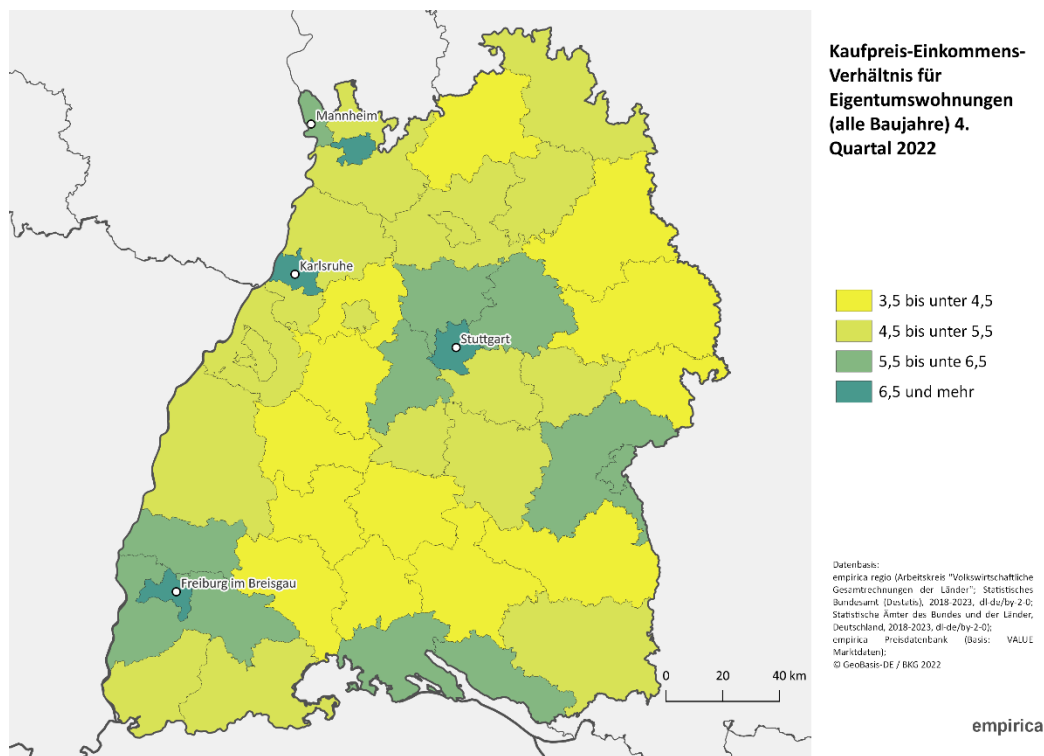 Kaufpreis-Einkommens-
Verhältnis für
Eigentumswohnungen
(alle Baujahre) 4.
Quartal 2022
Mannheim
Karlsruhe
Stuttgart
Freiburg im Breisgau
3,5 bis unter 4,5
4,5 bis unter 5,5
5,5 bis unte 6,5
6,5 und mehr
Datenbasis:
empirica regio (Arbeitskreis "Volkswirtschaftliche
Gesamtrechnungen der Länder"; Statistisches
Bundesamt (Destatis), 2018-2023, dl-de/by-2-0;
Statistische Ämter des Bundes und der Länder,
Deutschland, 2018-2023, dl-de/by-2-0);
empirica Preisdatenbank (Basis: VALUE
Marktdaten);
© GeoBasis-DE / BKG 2022
0 20 40 km
empirica